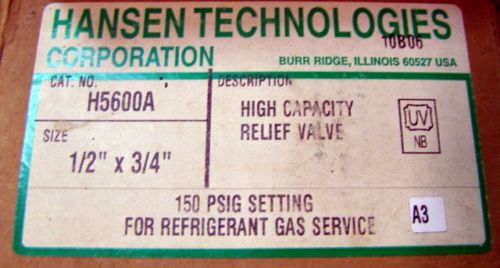 HANSEN TECHNOLOGIES
CORPORATION
10B06
BURR RIDGE, ILLINOIS 60527 USA
CAT. NO.
H5600A
DESCRIPTION
HIGH CAPACITY
RELIEF VALVE
UV
NB
SIZE
1/2" x 3/4"
150 PSIG SETTING
FOR REFRIGERANT GAS SERVICE
A3